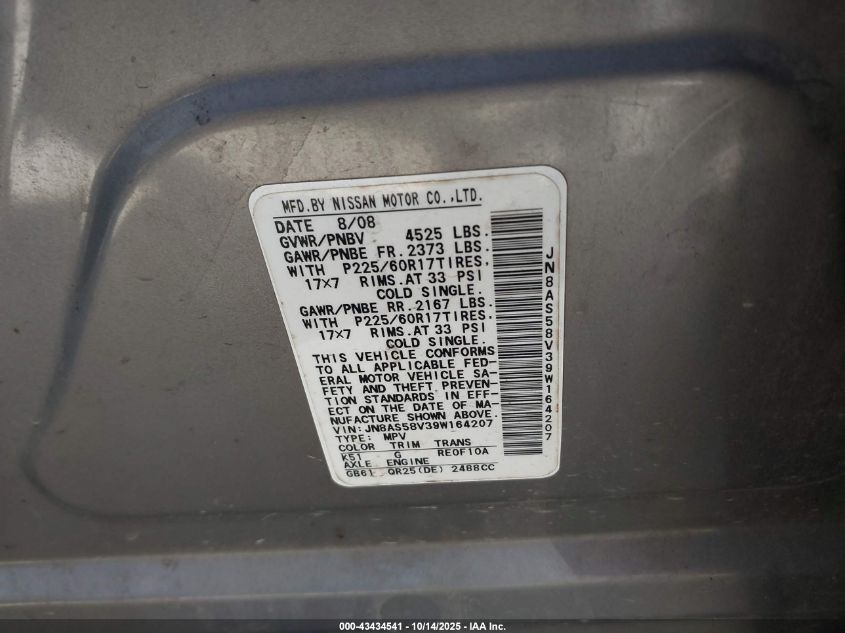 MFD.BY NISSAN MOTOR CO.,LTD.
DATE 8/08
GVWR/PNBV 4525 LBS.
GAWR/PNBE FR.2373 LBS.
WITH P225/60R17TIRES,
17x7 RIMS.AT 33 PSI
COLD SINGLE.
GAWR/PNBE RR.2167 LBS.
WITH P225/60R17TIRES,
17x7 RIMS.AT 33 PSI
COLD SINGLE.
THIS VEHICLE CONFORMS
TO ALL APPLICABLE FED-
ERAL MOTOR VEHICLE SA-
FETY AND THEFT PREVEN-
TION STANDARDS IN EFF-
ECT ON THE DATE OF MA-
NUFACTURE SHOWN ABOVE.
VIN:JN8AS58V39W164207
TYPE: MPV
COLOR TRIM TRANS
K51 G RE0F10A
AXLE ENGINE
GB61 QR25(DE) 2488CC
JN8AS58V39W164207
000-43434541 - 10/14/2025 - IAA Inc.